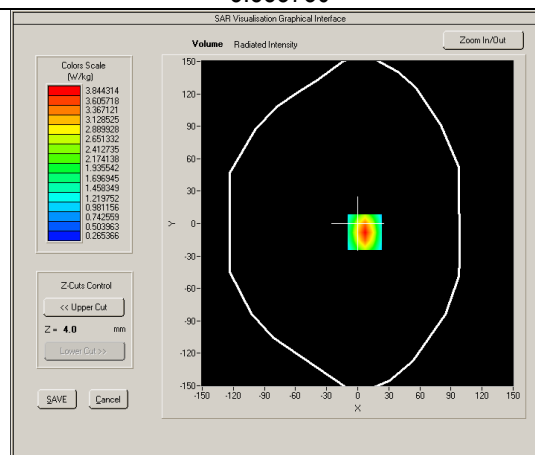 SAR Visualisation Graphical Interface
Volume Radiated Intensity
Zoom In/Out
Colors Scale
(W/kg)
3.844314
3.605718
3.367121
3.128525
2.889928
2.651332
2.412735
2.174138
1.935542
1.696945
1.458349
1.219752
0.981156
0.742559
0.503963
0.265366
150
120
90
60
30
0
-30
-60
-90
-120
-150
Y
-150 -120 -90 -60 -30 0 30 60 90 120 150
X
Z-Cuts Control
<< Upper Cut
Z = 4.0 mm
Lower Cut >>
SAVE Cancel